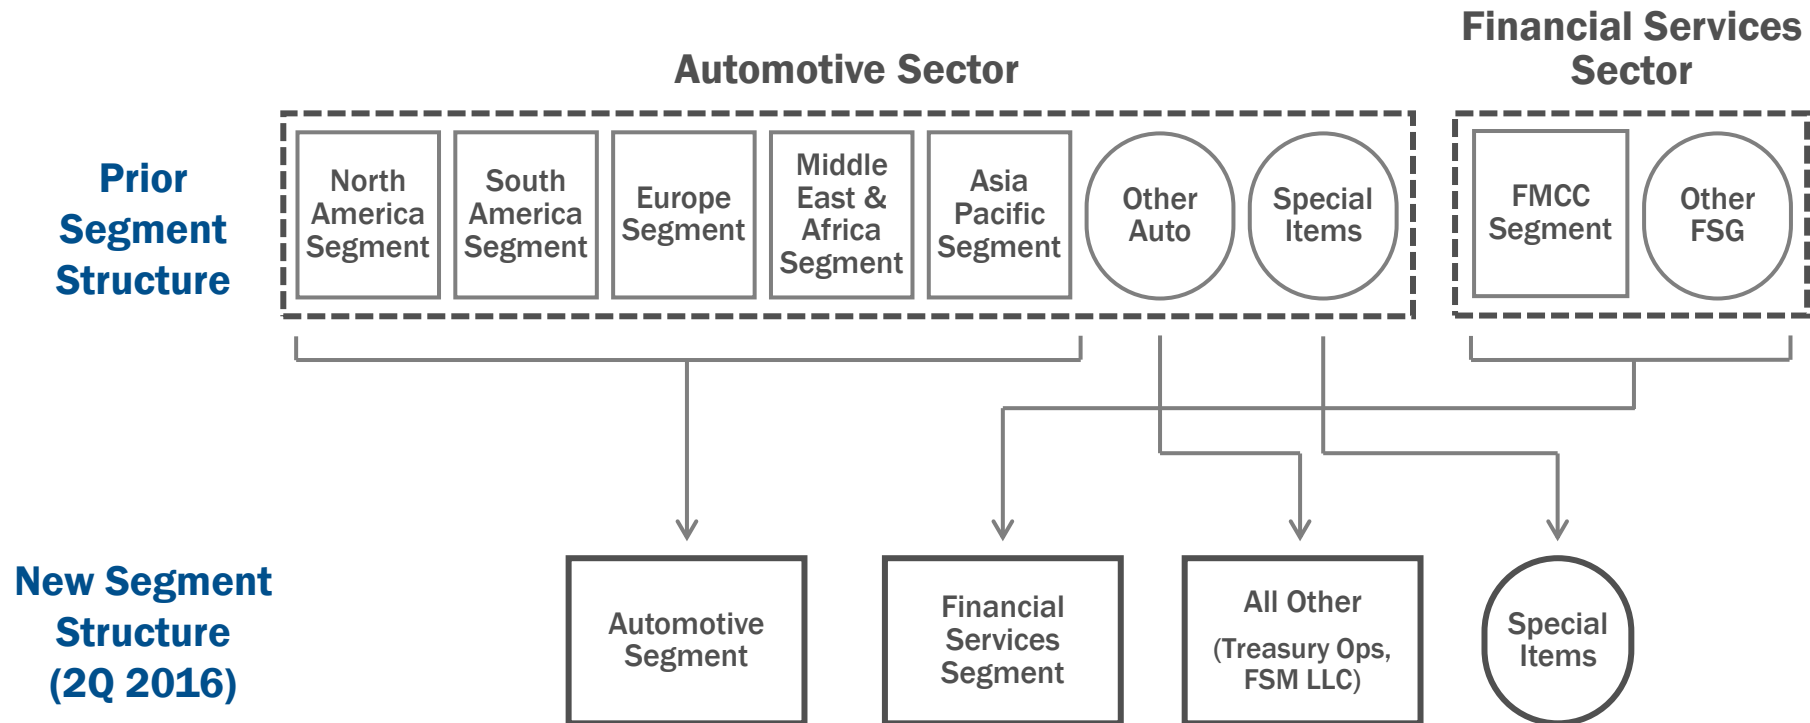 Financial Services
Sector
Automotive Sector
Prior
Segment
Structure
North
America
Segment
South
America
Segment
Europe
Segment
Middle
East &
Africa
Segment
Asia
Pacific
Segment
Other
Auto
Special
Items
FMCC
Segment
Other
FSG
New Segment
Structure
(2Q 2016)
Automotive
Segment
Financial
Services
Segment
All Other
(Treasury Ops,
FSM LLC)
Special
Items